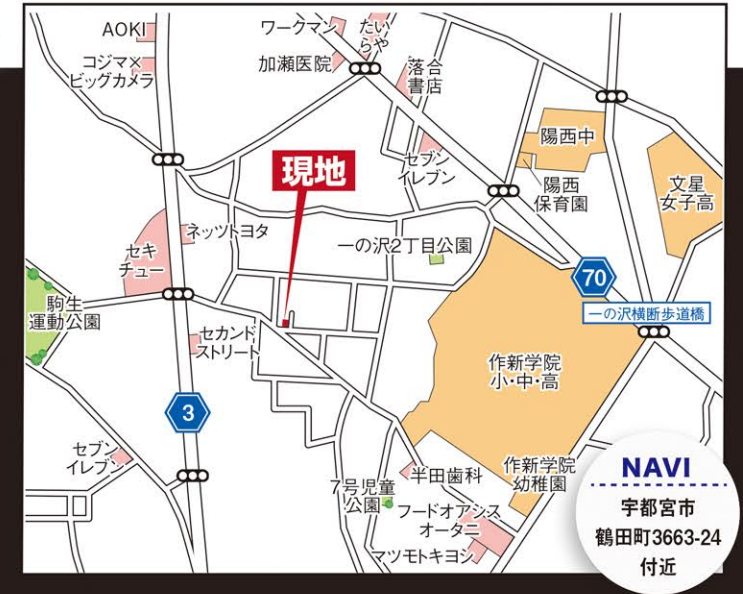 AOKI
コジマ×
ビッグカメラ
ワークマン
たい
らや
加瀬医院
落合
書店
セブン
イレブン
陽西中
陽西
保育園
文星
女子高
現地
ネッツトヨタ
一の沢2丁目公園
セキ
チュー
70
一の沢横断歩道橋
駒生
運動公園
セカンド
ストリート
作新学院
小・中・高
3
セブン
イレブン
7号児童
公園
半田歯科
作新学院
幼稚園
フードオアシス
オータニ
マツモトキヨシ
NAVI
宇都宮市
鶴田町3663-24
付近